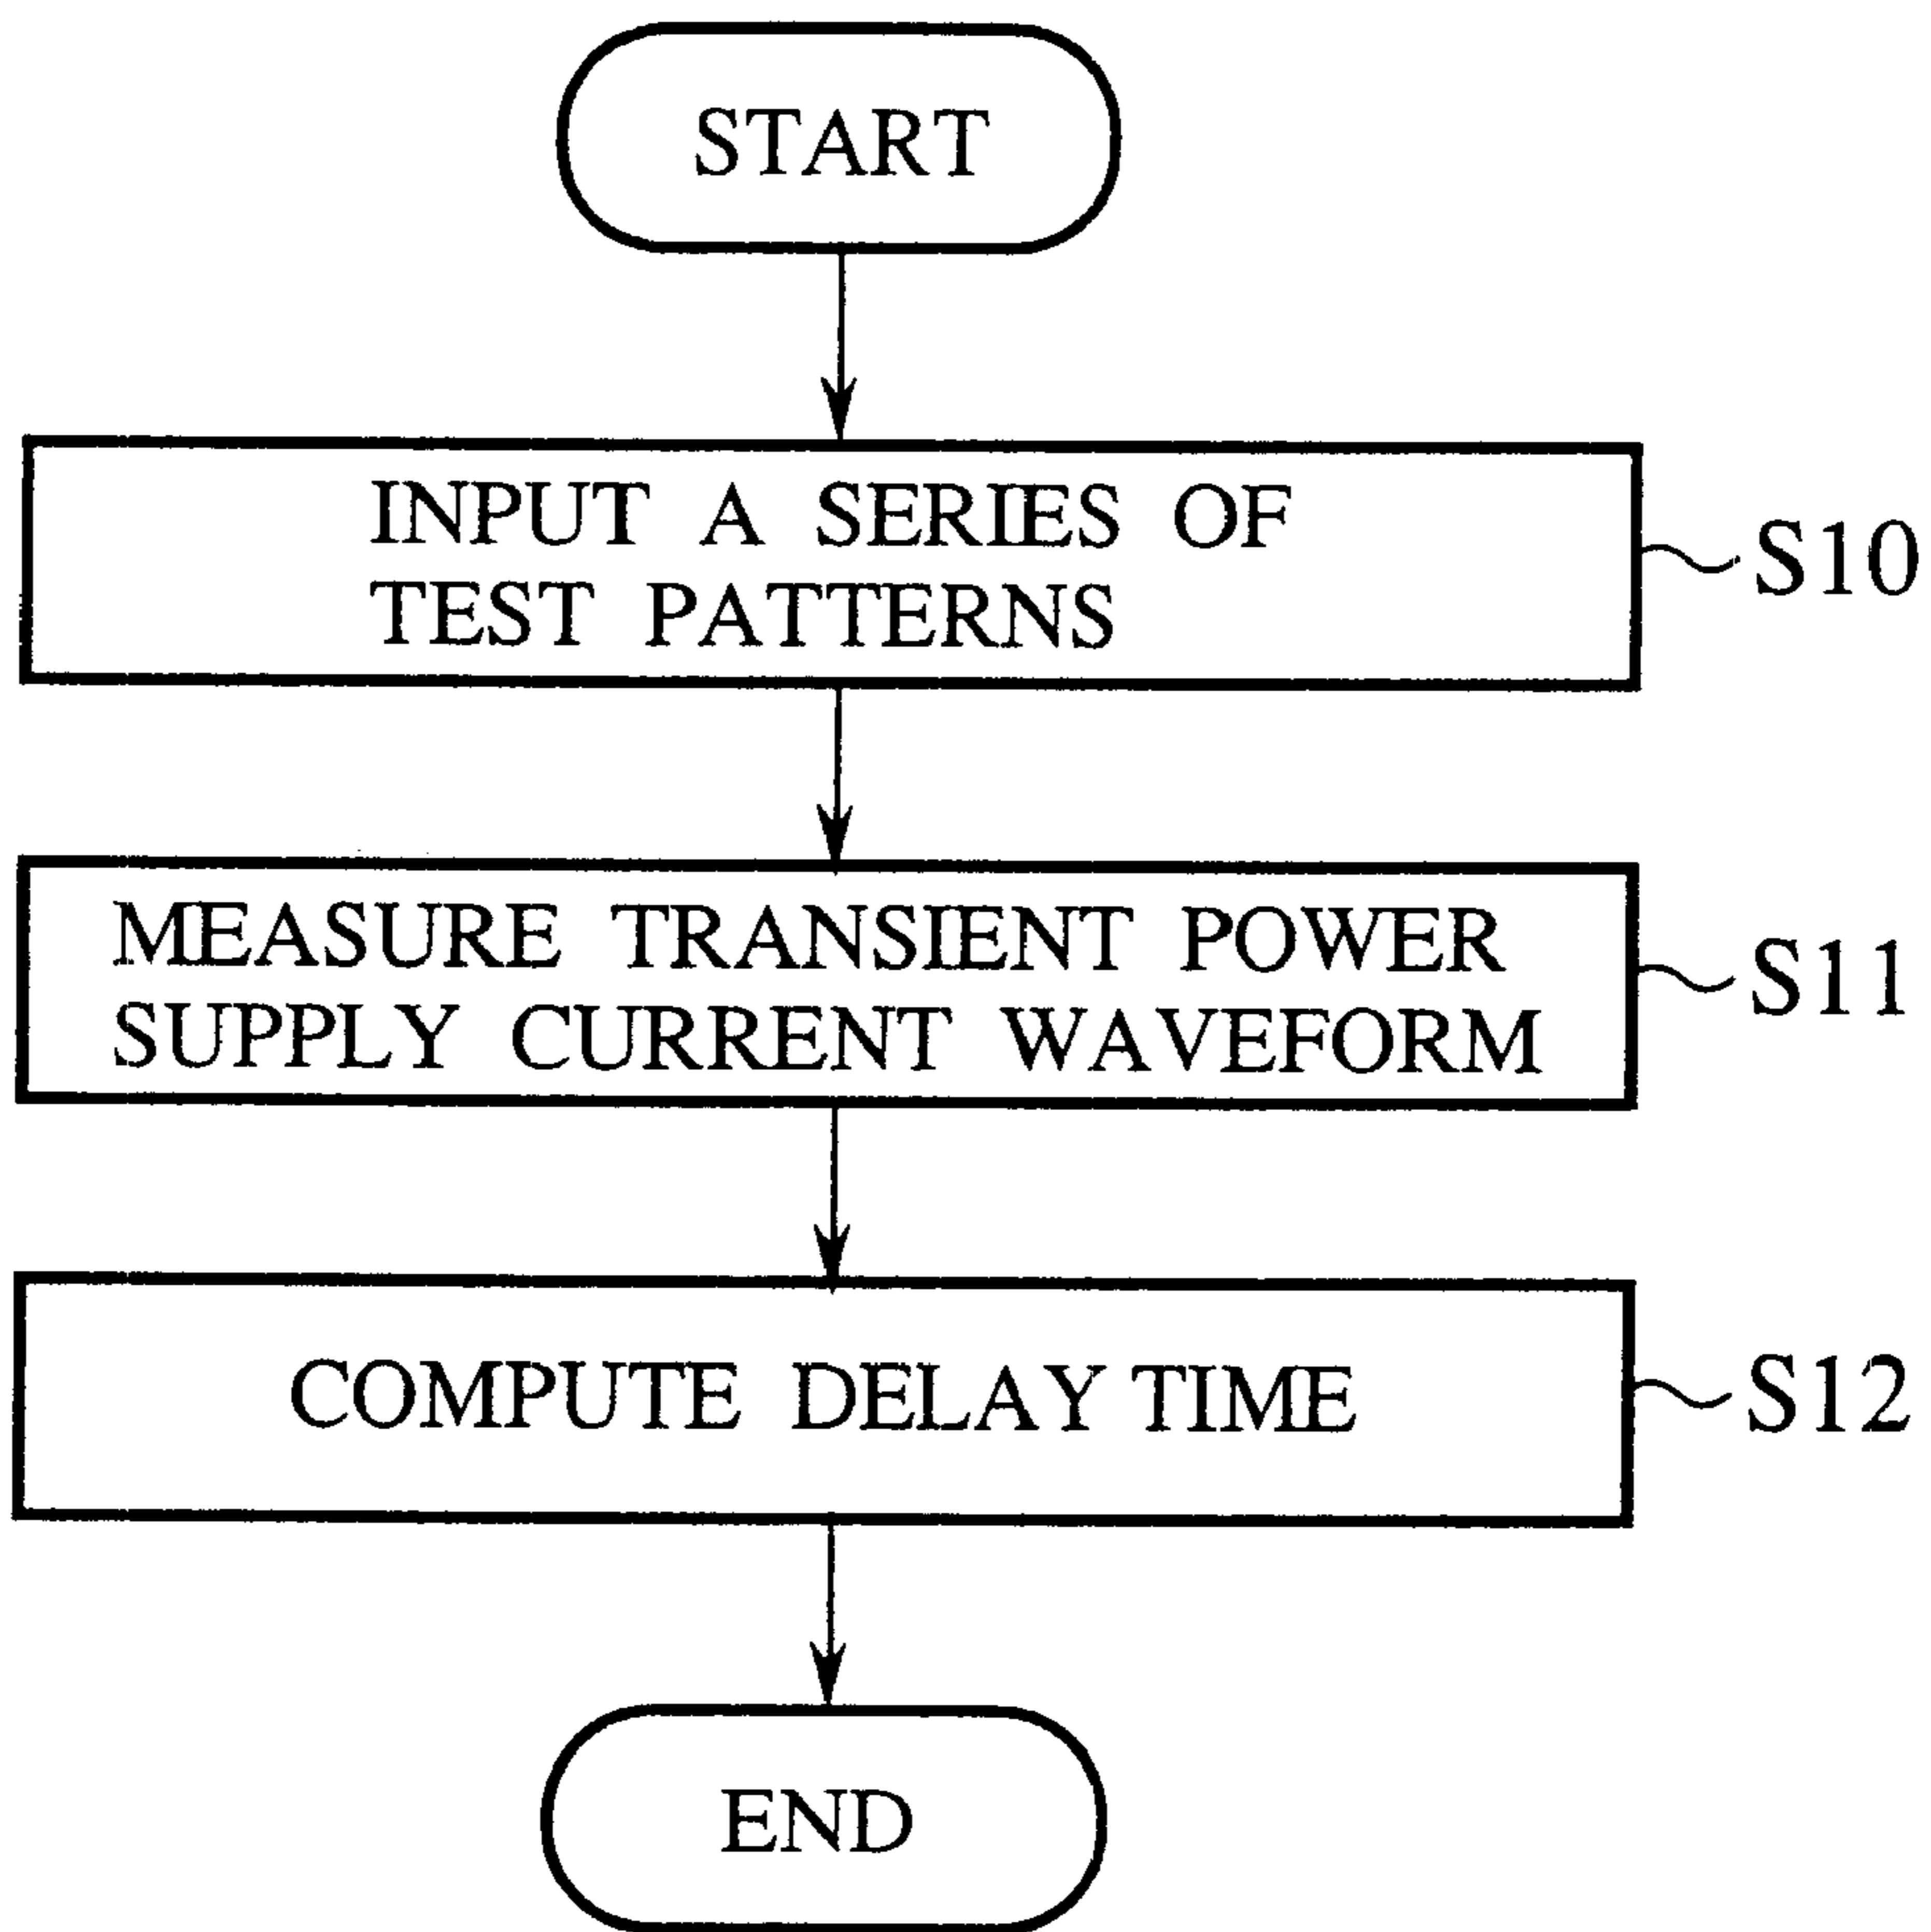 START
INPUT A SERIES OF
TEST PATTERNS
S10
MEASURE TRANSIENT POWER
SUPPLY CURRENT WAVEFORM
S11
COMPUTE DELAY TIME
S12
END